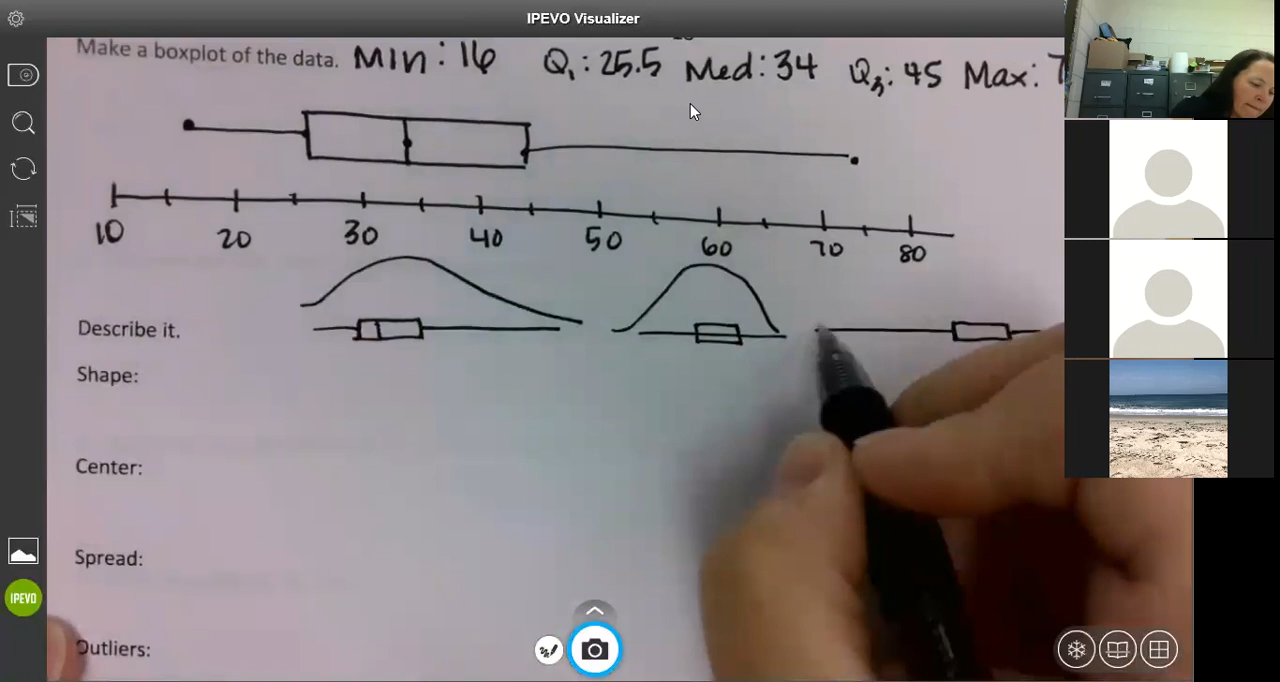 IPEVO Visualizer
Make a boxplot of the data. Min: 16 Q1: 25.5 Med: 34 Q3: 45 Max: 7
10 20 30 40 50 60 70 80
Describe it.
Shape:
Center:
Spread:
Outliers:
IPEVO